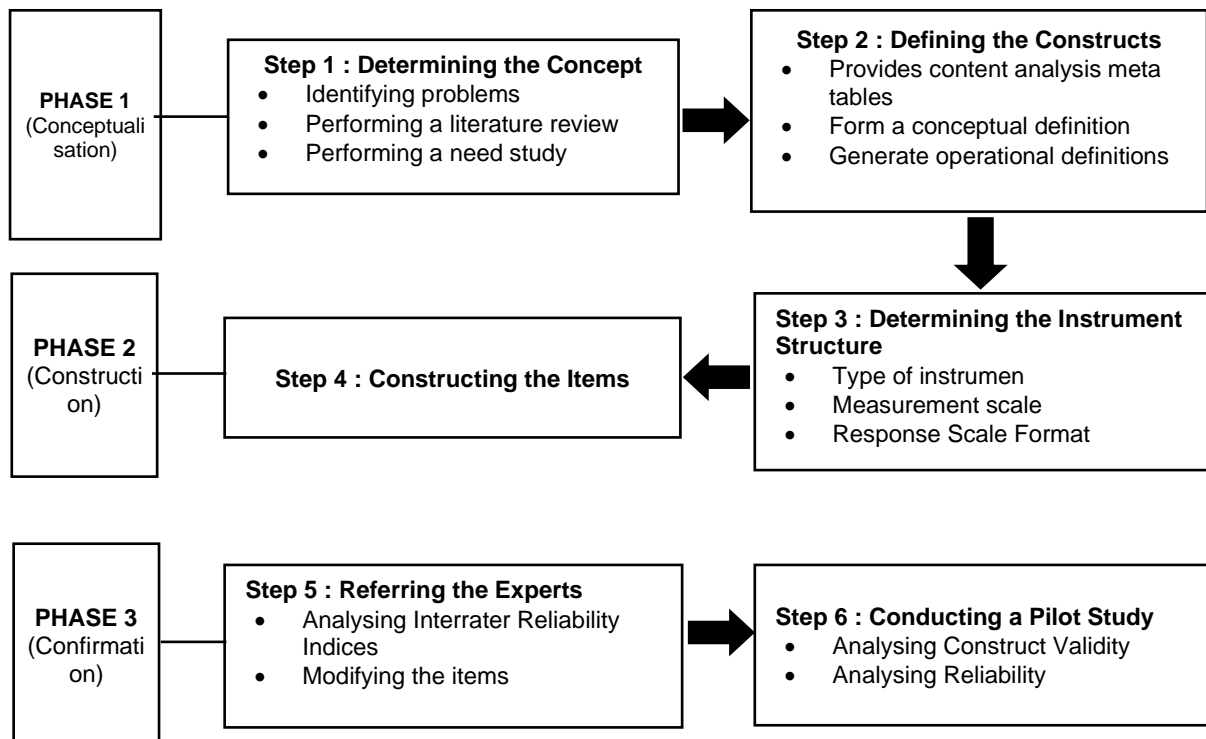 PHASE 1
(Conceptuali
sation)
Step 1 : Determining the Concept
• Identifying problems
• Performing a literature review
• Performing a need study
Step 2 : Defining the Constructs
• Provides content analysis meta
tables
• Form a conceptual definition
• Generate operational definitions
PHASE 2
(Constructi
on)
Step 4 : Constructing the Items
Step 3 : Determining the Instrument
Structure
• Type of instrumen
• Measurement scale
• Response Scale Format
PHASE 3
(Confirmati
on)
Step 5 : Referring the Experts
• Analysing Interrater Reliability
Indices
• Modifying the items
Step 6 : Conducting a Pilot Study
• Analysing Construct Validity
• Analysing Reliability